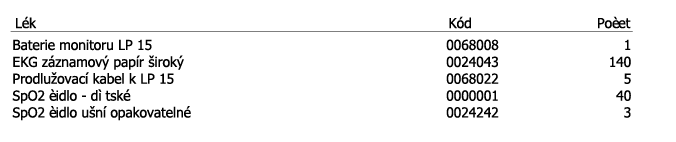 Lék Kód Poèet
Baterie monitoru LP 15 0068008 1
EKG záznamový papír široký 0024043 140
Prodlužovací kabel k LP 15 0068022 5
SpO2 èidlo - dì tské 0000001 40
SpO2 èidlo ušní opakovatelné 0024242 3